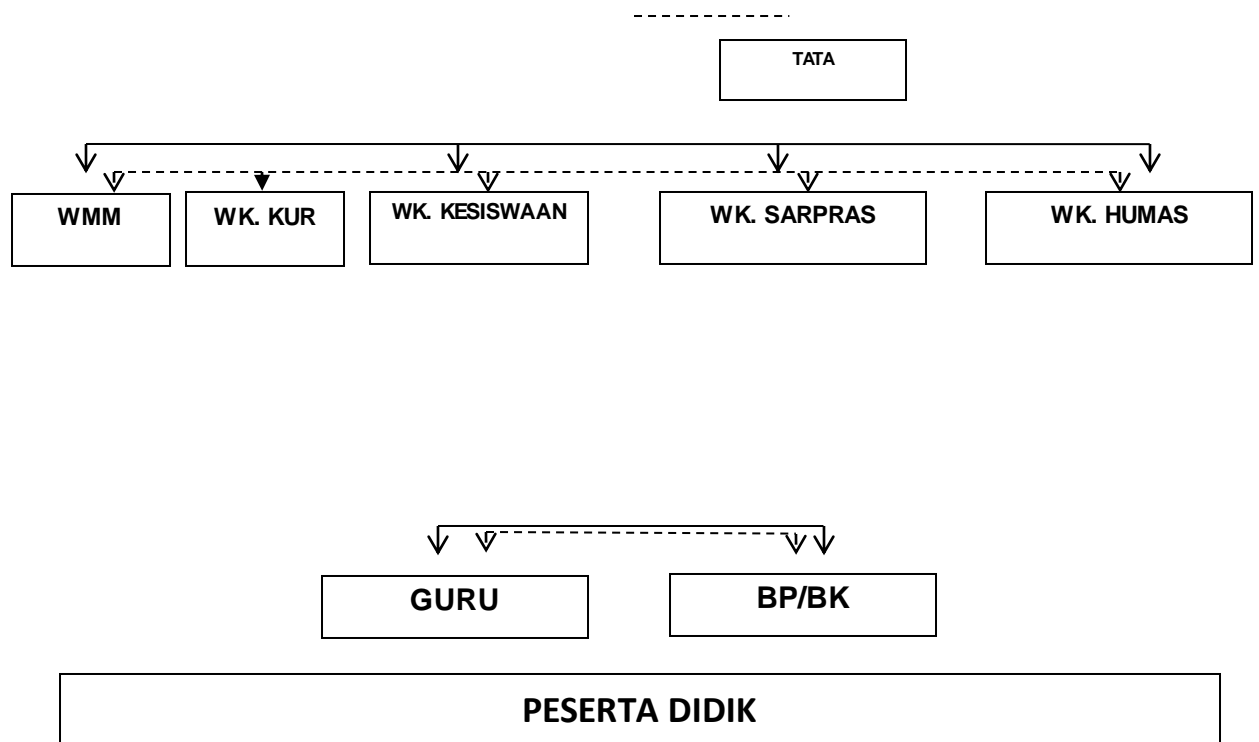 TATA
WMM
WK. KUR
WK. KESISWAAN
WK. SARPRAS
WK. HUMAS
GURU
BP/BK
PESERTA DIDIK